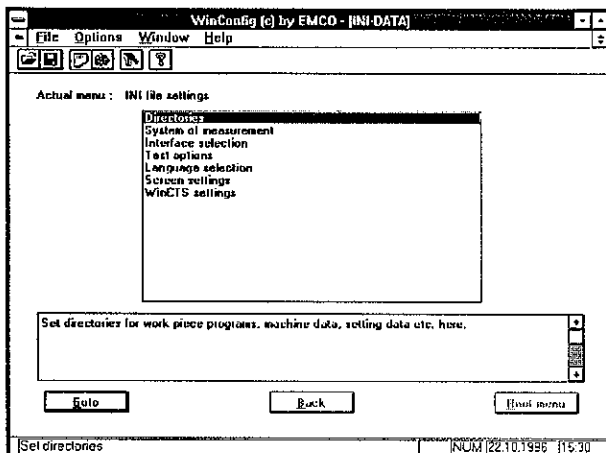 WinConfig (c) by EMCO - [INI-DATA]
File Options Window Help
?
Actual menu : INI file settings
Directories
System of measurement
Interface selection
Test options
Language selection
Screen settings
WinCTS settings
Set directories for work piece programs, machine data, setting data etc. here.
Goto Back Root menu
Set directories NUM 22.10.1996 15:30